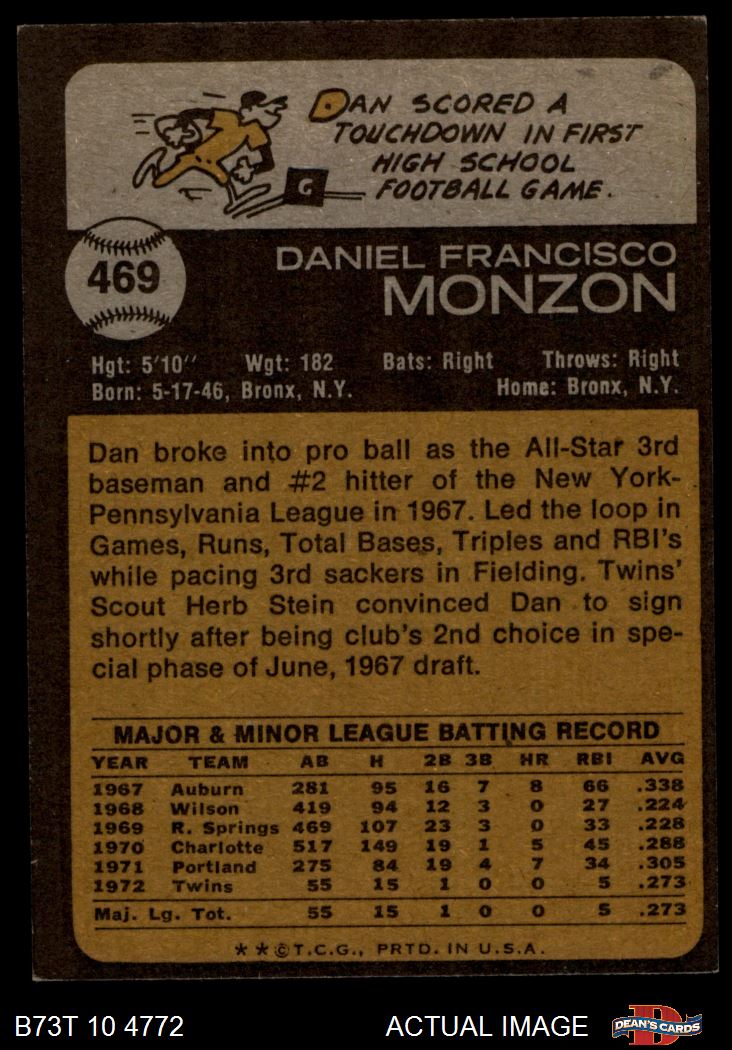 DAN SCORED A
TOUCHDOWN IN FIRST
HIGH SCHOOL
FOOTBALL GAME.
G
469
DANIEL FRANCISCO
MONZON
Hgt: 5'10" Wgt: 182 Bats: Right Throws: Right
Born: 5-17-46, Bronx, N.Y. Home: Bronx, N.Y.
Dan broke into pro ball as the All-Star 3rd
baseman and #2 hitter of the New York-
Pennsylvania League in 1967. Led the loop in
Games, Runs, Total Bases, Triples and RBI's
while pacing 3rd sackers in Fielding. Twins'
Scout Herb Stein convinced Dan to sign
shortly after being club's 2nd choice in spe-
cial phase of June, 1967 draft.
MAJOR & MINOR LEAGUE BATTING RECORD
YEAR TEAM AB H 2B 3B HR RBI AVG
1967 Auburn 281 95 16 7 8 66 .338
1968 Wilson 419 94 12 3 0 27 .224
1969 R. Springs 469 107 23 3 0 33 .228
1970 Charlotte 517 149 19 1 5 45 .288
1971 Portland 275 84 19 4 7 34 .305
1972 Twins 55 15 1 0 0 5 .273
Maj. Lg. Tot. 55 15 1 0 0 5 .273
**©T.C.G., PRTD. IN U.S.A.
B73T 10 4772 ACTUAL IMAGE DEAN'S CARDS